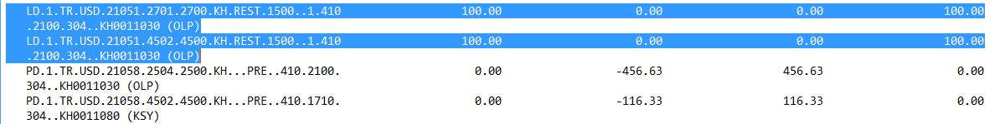 LD.1.TR.USD.21051.2701.2700.KH.REST.1500..1.410 100.00 0.00 0.00 100.00
.2100.304..KH0011030 (OLP)
LD.1.TR.USD.21051.4502.4500.KH.REST.1500..1.410 100.00 0.00 0.00 100.00
.2100.304..KH0011030 (OLP)
PD.1.TR.USD.21058.2504.2500.KH...PRE..410.2100. 0.00 -456.63 456.63 0.00
304..KH0011030 (OLP)
PD.1.TR.USD.21058.4502.4500.KH...PRE..410.1710. 0.00 -116.33 116.33 0.00
304..KH0011080 (KSY)